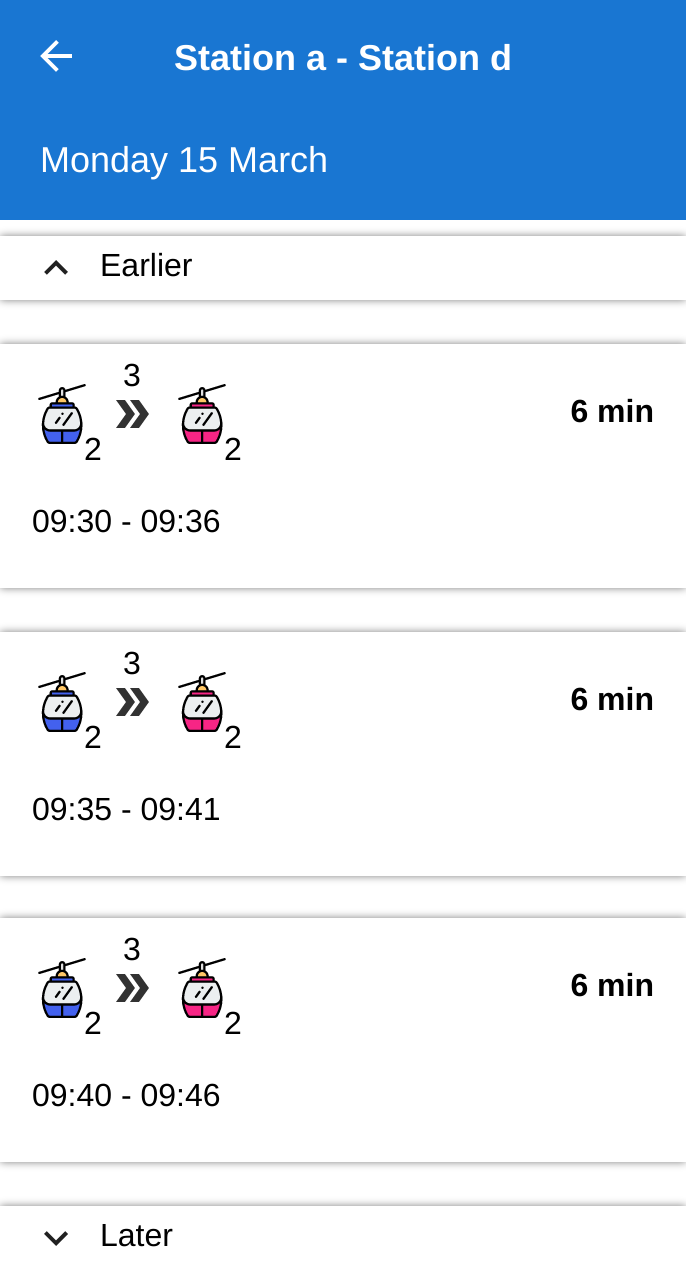 Station a - Station d
Monday 15 March
Earlier
3
2 2
6 min
09:30 - 09:36
3
2 2
6 min
09:35 - 09:41
3
2 2
6 min
09:40 - 09:46
Later